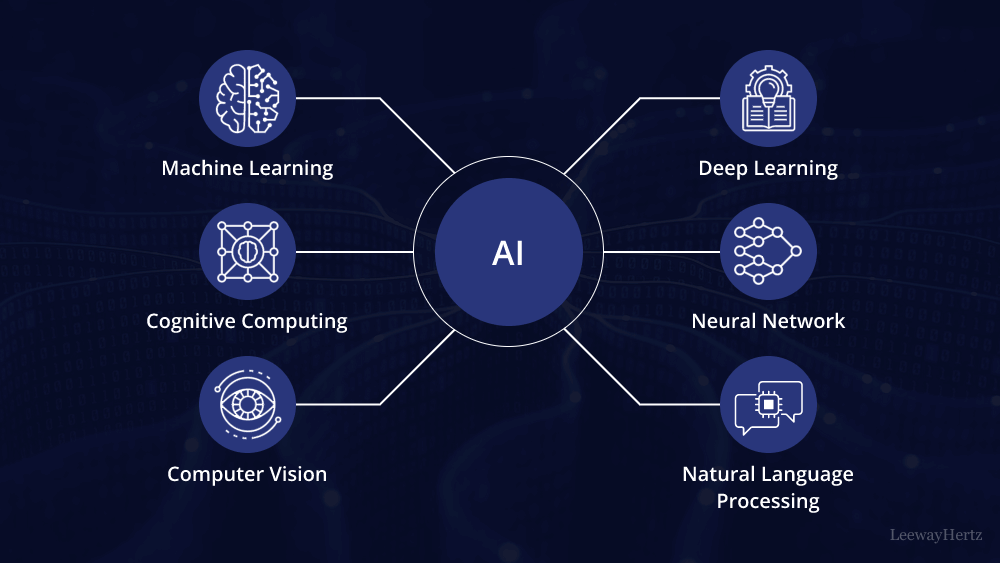 Machine Learning
Deep Learning
AI
Cognitive Computing
Neural Network
Computer Vision
Natural Language
Processing
LeewayHertz